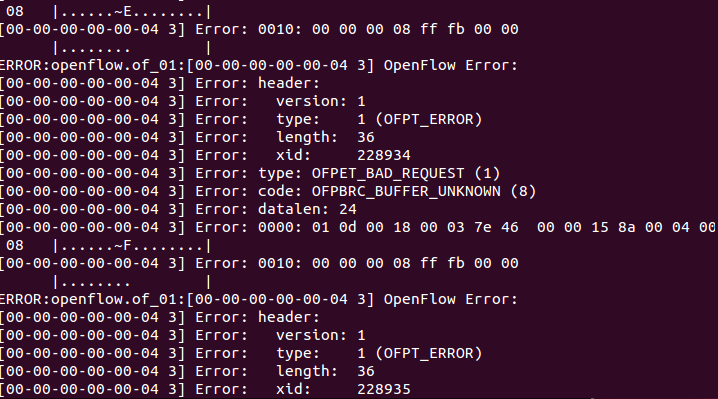 08   |......~E........|
[00-00-00-00-00-04 3] Error: 0010: 00 00 00 08 ff fb 00 00
      |........        |
ERROR:openflow.of_01:[00-00-00-00-00-04 3] OpenFlow Error:
[00-00-00-00-00-04 3] Error: header:
[00-00-00-00-00-04 3] Error:   version: 1
[00-00-00-00-00-04 3] Error:   type:    1 (OFPT_ERROR)
[00-00-00-00-00-04 3] Error:   length:  36
[00-00-00-00-00-04 3] Error:   xid:     228934
[00-00-00-00-00-04 3] Error: type: OFPET_BAD_REQUEST (1)
[00-00-00-00-00-04 3] Error: code: OFPBRC_BUFFER_UNKNOWN (8)
[00-00-00-00-00-04 3] Error: datalen: 24
[00-00-00-00-00-04 3] Error: 0000: 01 0d 00 18 00 03 7e 46  00 00 15 8a 00 04 00
 08   |......~F........|
[00-00-00-00-00-04 3] Error: 0010: 00 00 00 08 ff fb 00 00
      |........        |
ERROR:openflow.of_01:[00-00-00-00-00-04 3] OpenFlow Error:
[00-00-00-00-00-04 3] Error: header:
[00-00-00-00-00-04 3] Error:   version: 1
[00-00-00-00-00-04 3] Error:   type:    1 (OFPT_ERROR)
[00-00-00-00-00-04 3] Error:   length:  36
[00-00-00-00-00-04 3] Error:   xid:     228935